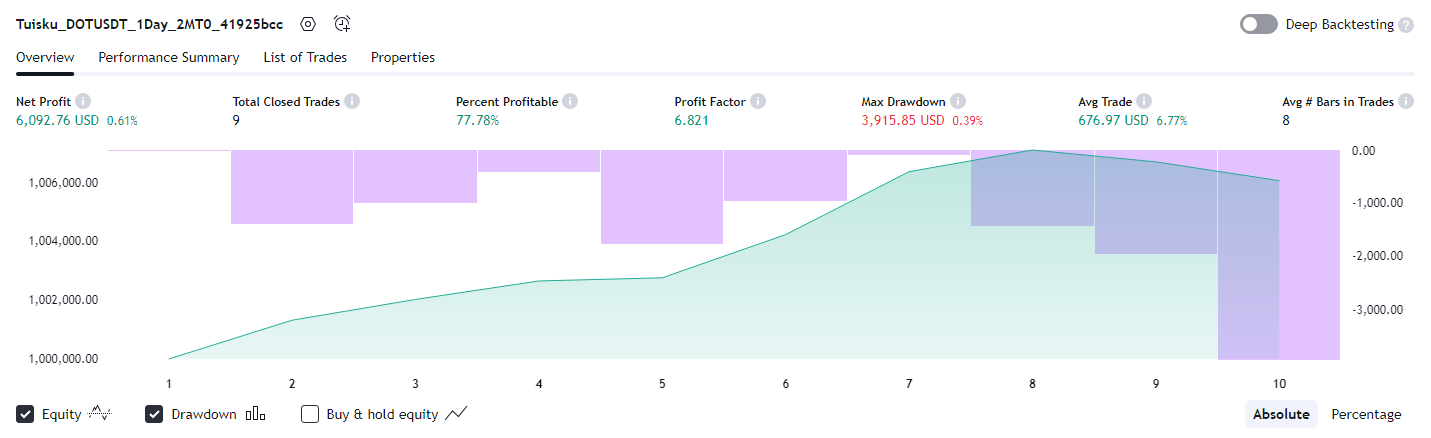 Tuisku_DOTUSDT_1Day_2MT0_41925bcc
Deep Backtesting ?
Overview Performance Summary List of Trades Properties
Net Profit Total Closed Trades Percent Profitable Profit Factor Max Drawdown Avg Trade Avg # Bars in Trades
6,092.76 USD 0.61% 9 77.78% 6.821 3,915.85 USD 0.39% 676.97 USD 6.77% 8
0.00
1,006,000.00
-1,000.00
1,004,000.00
-2,000.00
1,002,000.00
-3,000.00
1,000,000.00
1 2 3 4 5 6 7 8 9 10
Equity Drawdown Buy & hold equity Absolute Percentage